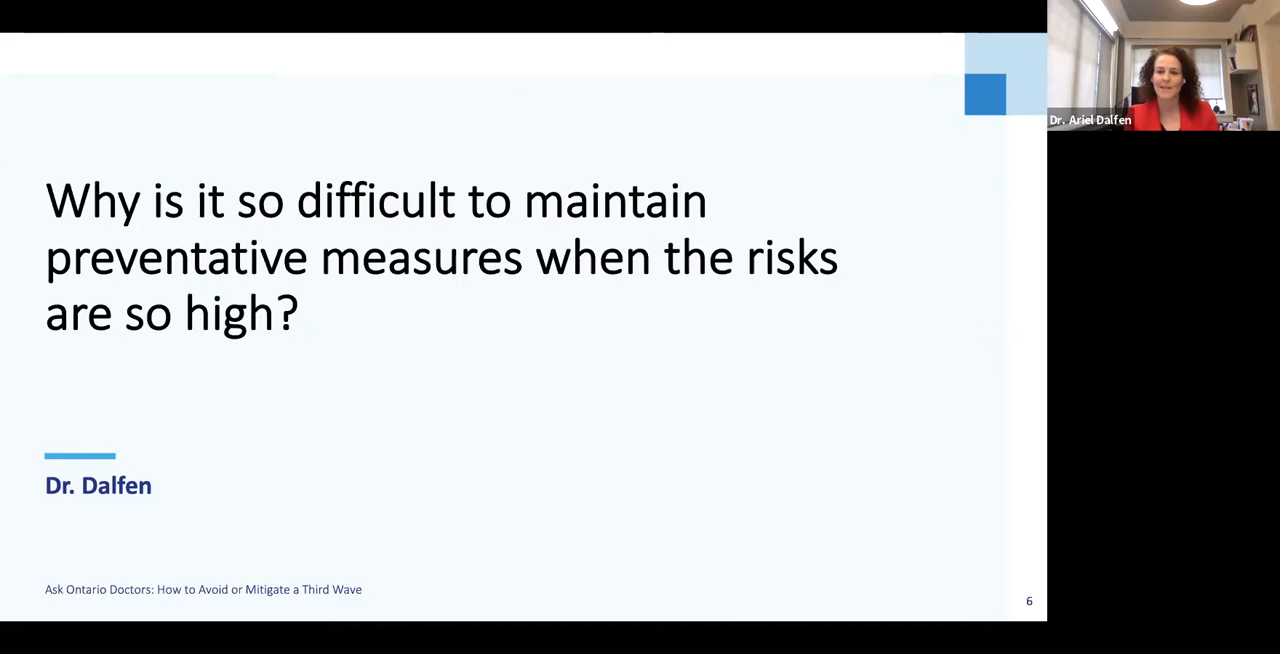 Why is it so difficult to maintain
preventative measures when the risks
are so high?
Dr. Dalfen
Ask Ontario Doctors: How to Avoid or Mitigate a Third Wave
6
Dr. Ariel Dalfen